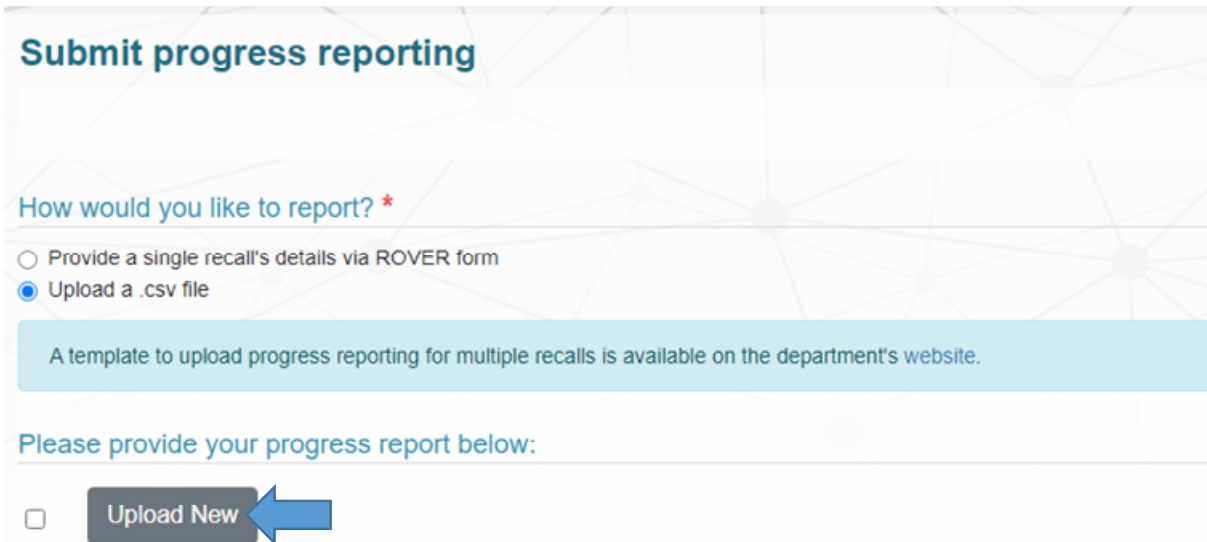 Submit progress reporting
How would you like to report? *
Provide a single recall's details via ROVER form
Upload a .csv file
A template to upload progress reporting for multiple recalls is available on the department's website.
Please provide your progress report below:
Upload New